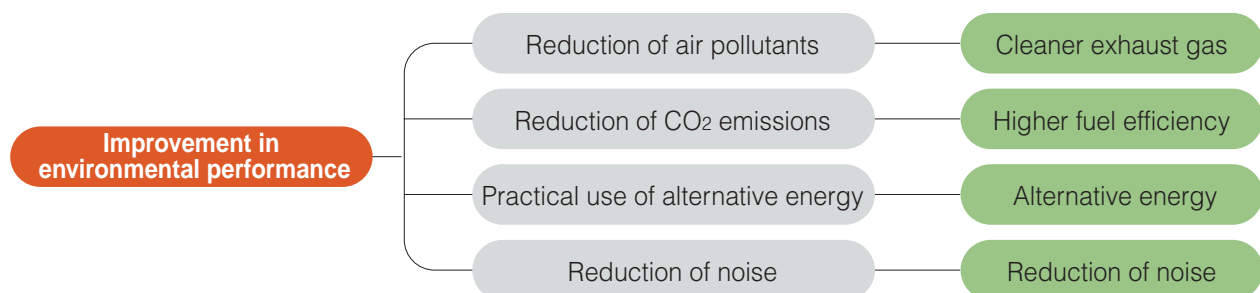 Reduction of air pollutants
Cleaner exhaust gas
Reduction of CO₂ emissions
Higher fuel efficiency
Improvement in
environmental performance
Practical use of alternative energy
Alternative energy
Reduction of noise
Reduction of noise